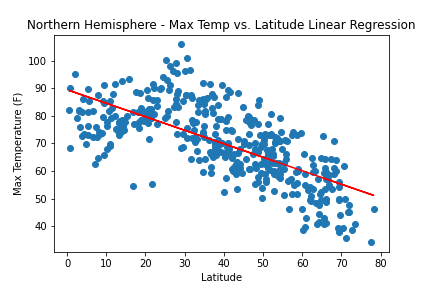 Northern Hemisphere - Max Temp vs. Latitude Linear Regression
100
90
80
70
60
50
40
Max Temperature (F)
0 10 20 30 40 50 60 70 80
Latitude